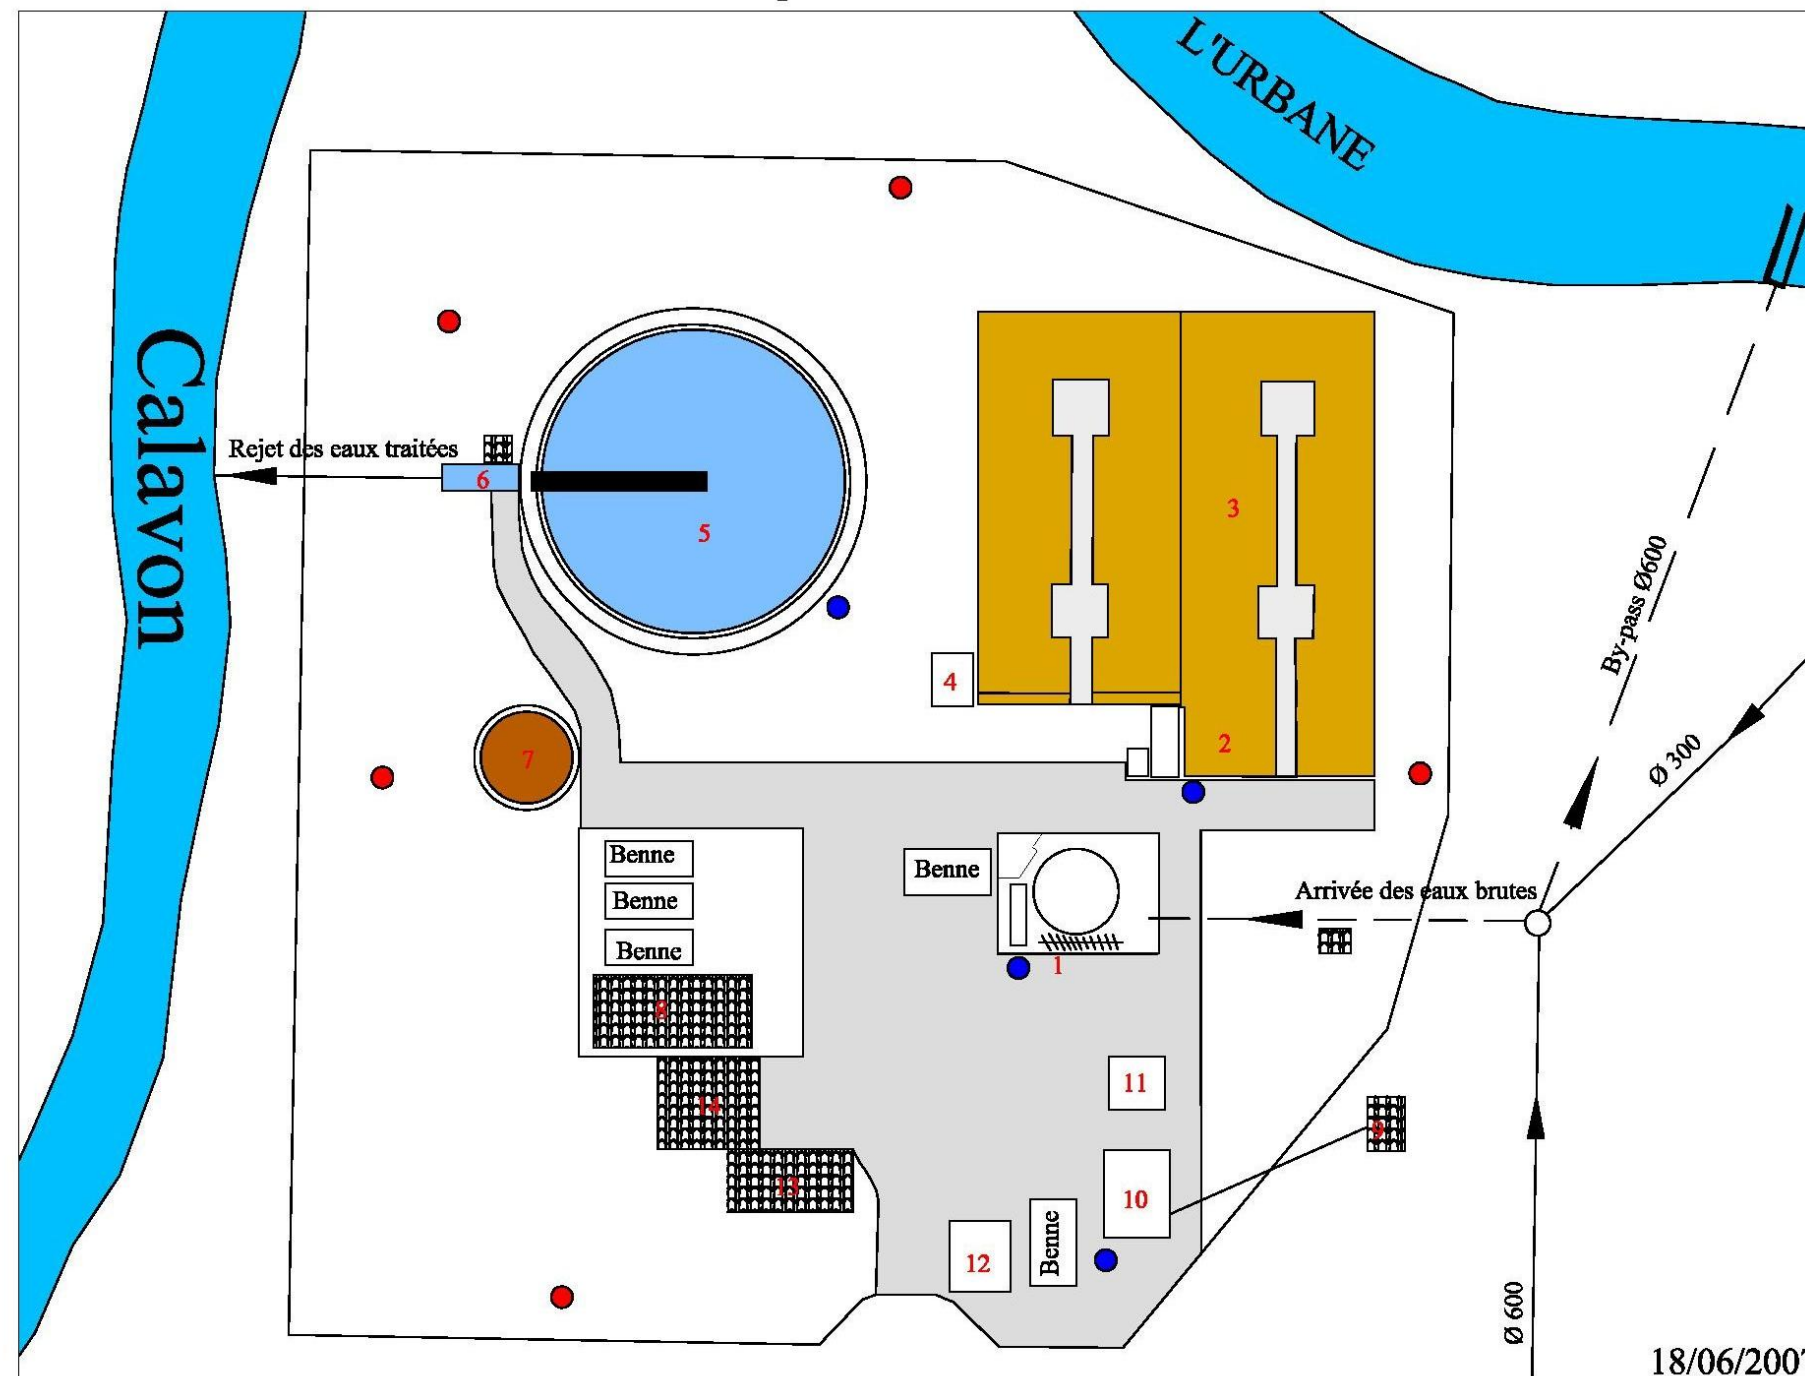 L'URBANE
Calavon
Rejet des eaux traitées
6
5
3
By-pass Ø600
4
2
Ø 300
7
Benne
Benne
Benne
Benne
Arrivée des eaux brutes
1
8
11
14
9
13
10
Benne
12
Ø 600
18/06/2007